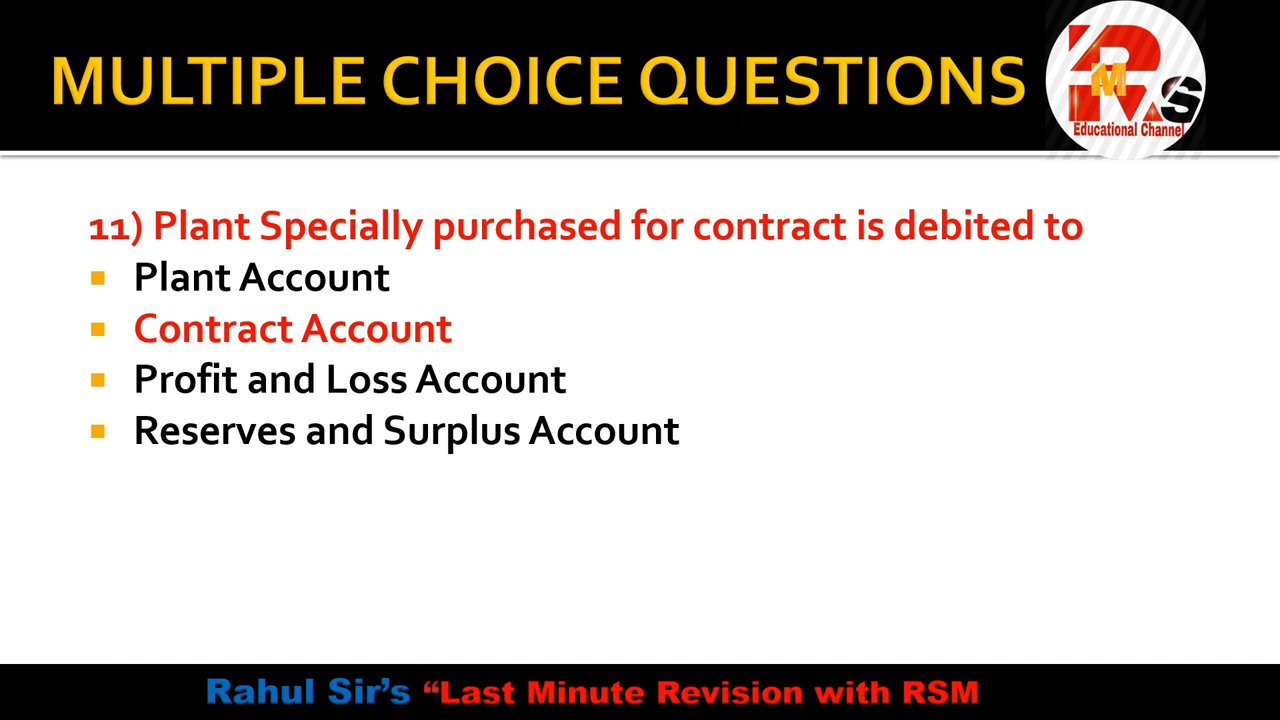 MULTIPLE CHOICE QUESTIONS
RMS
Educational Channel
11) Plant Specially purchased for contract is debited to
Plant Account
Contract Account
Profit and Loss Account
Reserves and Surplus Account
Rahul Sir's “Last Minute Revision with RSM